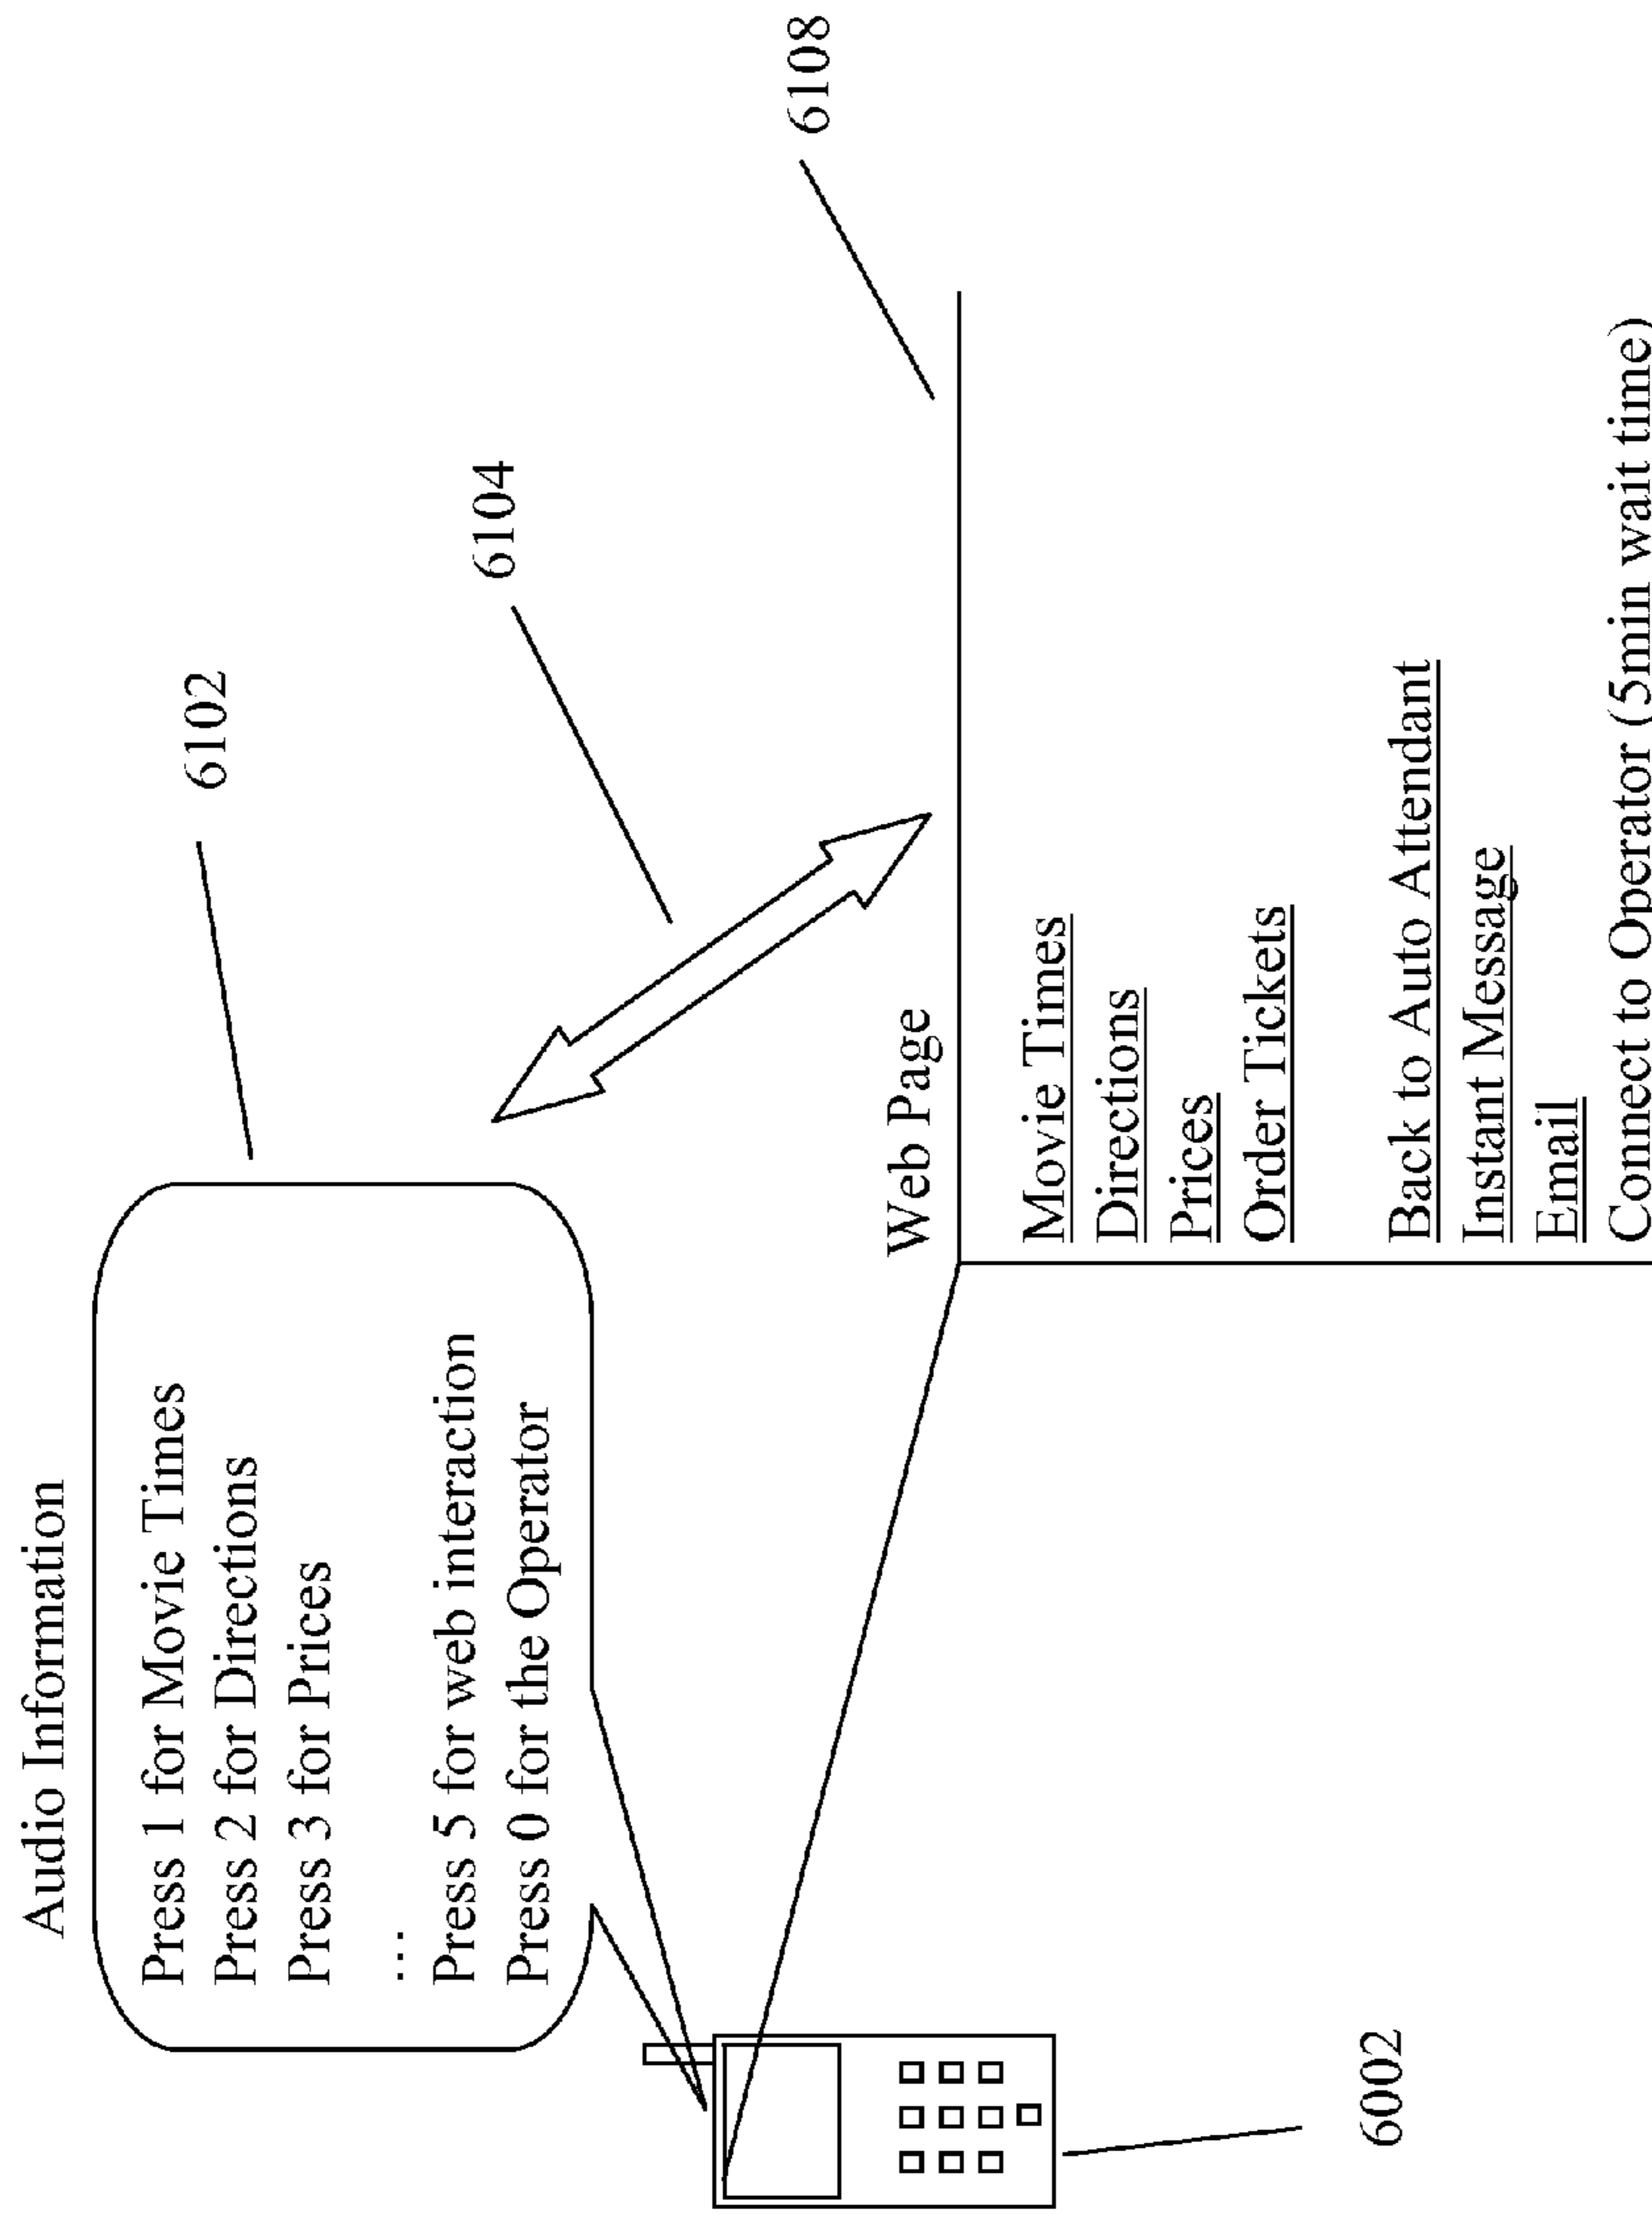 Audio Information
Press 1 for Movie Times
Press 2 for Directions
Press 3 for Prices
...
Press 5 for web interaction
Press 0 for the Operator
6102
6104
6108
Web Page
Movie Times
Directions
Prices
Order Tickets
Back to Auto Attendant
Instant Message
Email
Connect to Operator (5min wait time)
6002